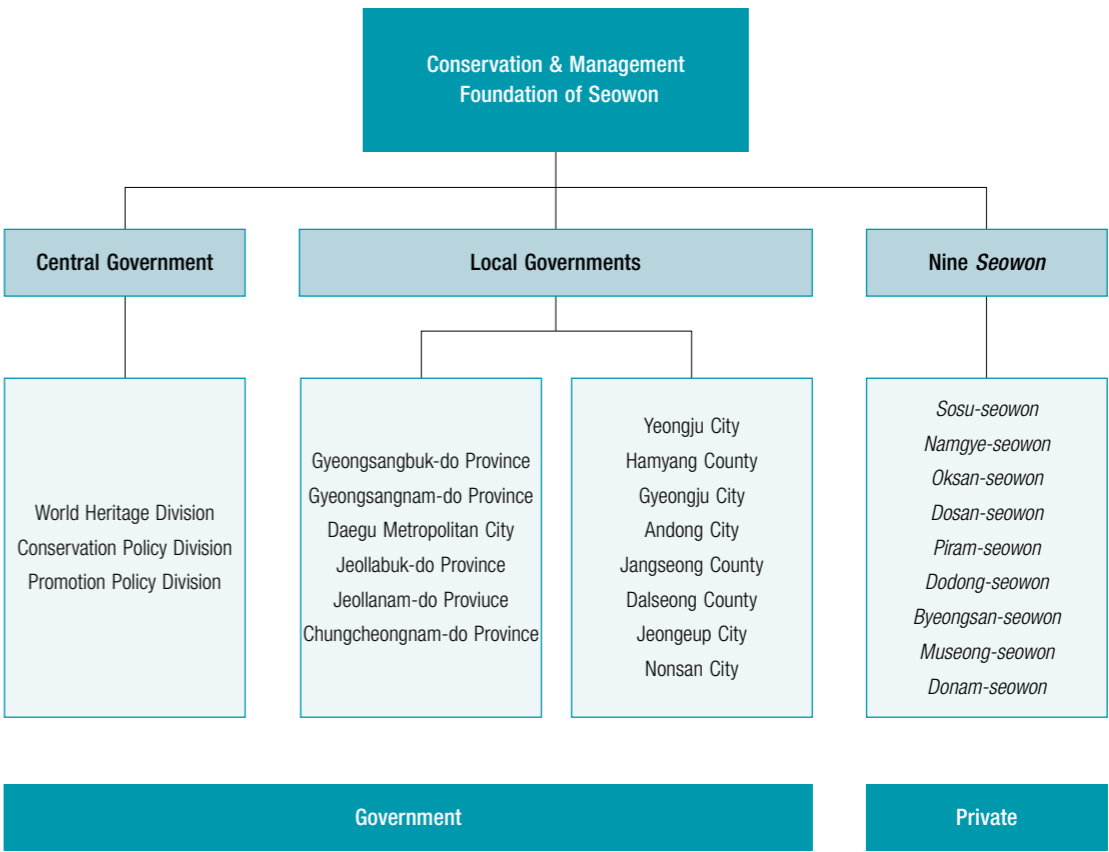 Conservation & Management
Foundation of Seowon
Central Government
Local Governments
Nine Seowon
World Heritage Division
Conservation Policy Division
Promotion Policy Division
Gyeongsangbuk-do Province
Gyeongsangnam-do Province
Daegu Metropolitan City
Jeollabuk-do Province
Jeollanam-do Proviuce
Chungcheongnam-do Province
Yeongju City
Hamyang County
Gyeongju City
Andong City
Jangseong County
Dalseong County
Jeongeup City
Nonsan City
Sosu-seowon
Namgye-seowon
Oksan-seowon
Dosan-seowon
Piram-seowon
Dodong-seowon
Byeongsan-seowon
Museong-seowon
Donam-seowon
Government
Private